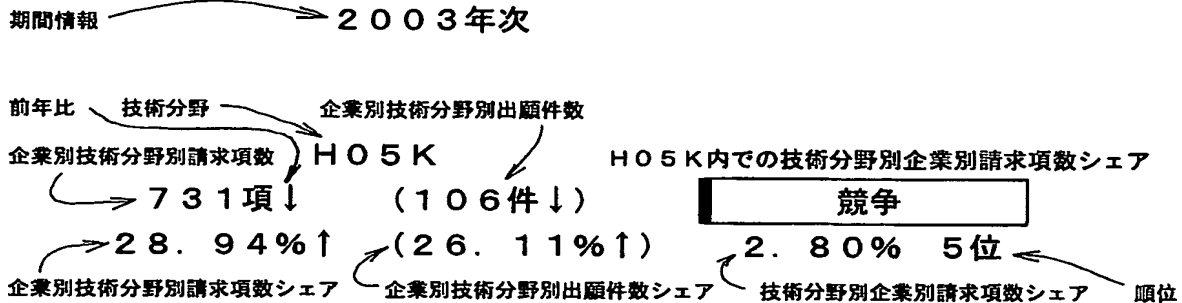 期間情報 2003年次
前年比 技術分野 企業別技術分野別出願件数
企業別技術分野別請求項数 H05K H05K内での技術分野別企業別請求項数シェア
731項↓ (106件↓) 競争
28.94%↑ (26.11%↑) 2.80% 5位
企業別技術分野別請求項数シェア 企業別技術分野別出願件数シェア 技術分野別企業別請求項数シェア 順位